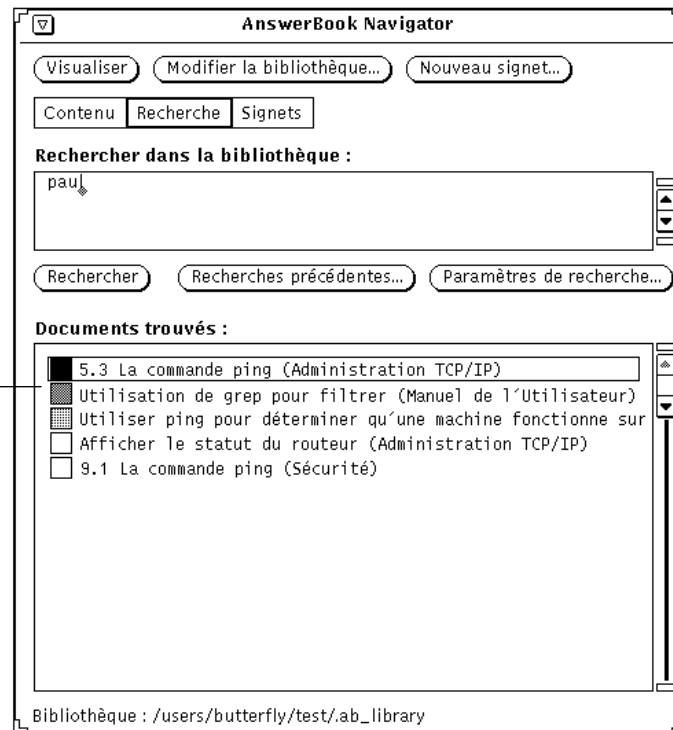 AnswerBook Navigator
Visualiser Modifier la bibliothèque... Nouveau signet...
Contenu Recherche Signets
Rechercher dans la bibliothèque :
pau
Rechercher Recherches précédentes... Paramètres de recherche...
Documents trouvés :
5.3 La commande ping (Administration TCP/IP)
Utilisation de grep pour filtrer (Manuel de l´Utilisateur)
Utiliser ping pour déterminer qu´une machine fonctionne sur
Afficher le statut du routeur (Administration TCP/IP)
9.1 La commande ping (Sécurité)
Bibliothèque : /users/butterfly/test/.ab_library